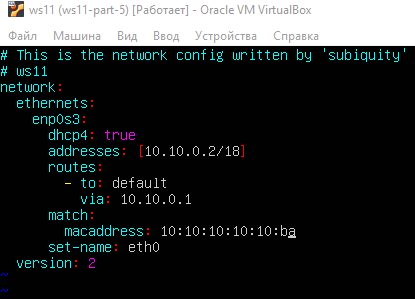 ws11 (ws11-part-5) [Работает] - Oracle VM VirtualBox
Файл Машина Вид Ввод Устройства Справка
# This is the network config written by 'subiquity'
# ws11
network:
  ethernets:
    enp0s3:
      dhcp4: true
      addresses: [10.10.0.2/18]
      routes:
        - to: default
          via: 10.10.0.1
      match:
        macaddress: 10:10:10:10:10:ba
      set-name: eth0
  version: 2
~
~